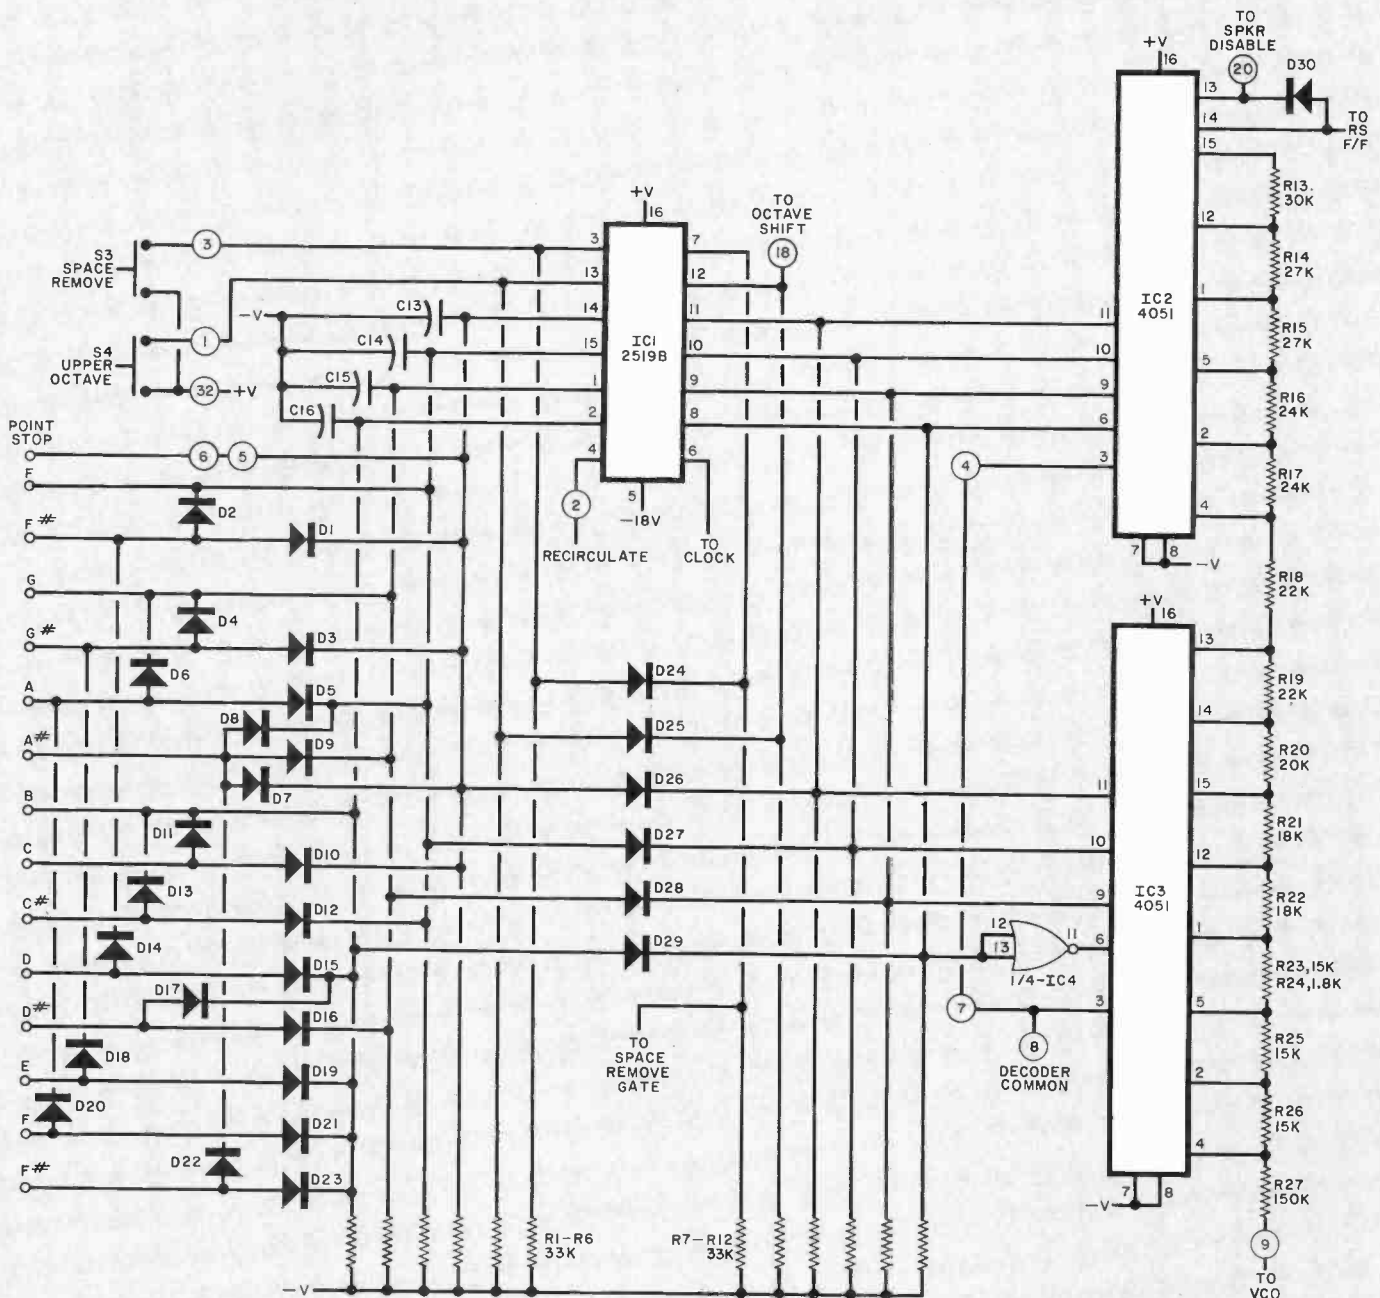 TO
SPKR
DISABLE
20
D30
+V
16
13
14
15
TO
RS
F/F
R13.
30K
12
R14
27K
IC2
4051
1
R15
27K
11
10
5
R16
24K
9
2
R17
24K
6
3
4
7
8
-V
R18
22K
+V
16
TO
OCTAVE
SHIFT
18
S3
SPACE
REMOVE
3
3
7
13
12
14
11
-V
C13
IC1
2519B
15
10
C14
S4
UPPER
OCTAVE
1
1
9
C15
32
+V
2
8
C16
4
6
5
-18V
2
RECIRCULATE
TO
CLOCK
4
POINT
STOP
6
5
F
D2
F#
D1
G
D4
G#
D3
D6
A
D5
D8
A#
D9
D7
B
D11
C
D10
D13
C#
D12
D14
D
D15
D17
D#
D16
D18
E
D19
D20
F
D21
D22
F#
D23
D24
D25
D26
D27
D28
D29
12
13
11
1/4-IC4
7
8
DECODER
COMMON
TO
SPACE
REMOVE
GATE
IC3
4051
13
14
15
12
1
5
2
4
11
10
9
6
3
7
8
-V
R19
22K
R20
20K
R21
18K
R22
18K
R23,15K
R24,1.8K
R25
15K
R26
15K
R27
150K
9
TO
VCO
R1-R6
33K
R7-R12
33K
-V